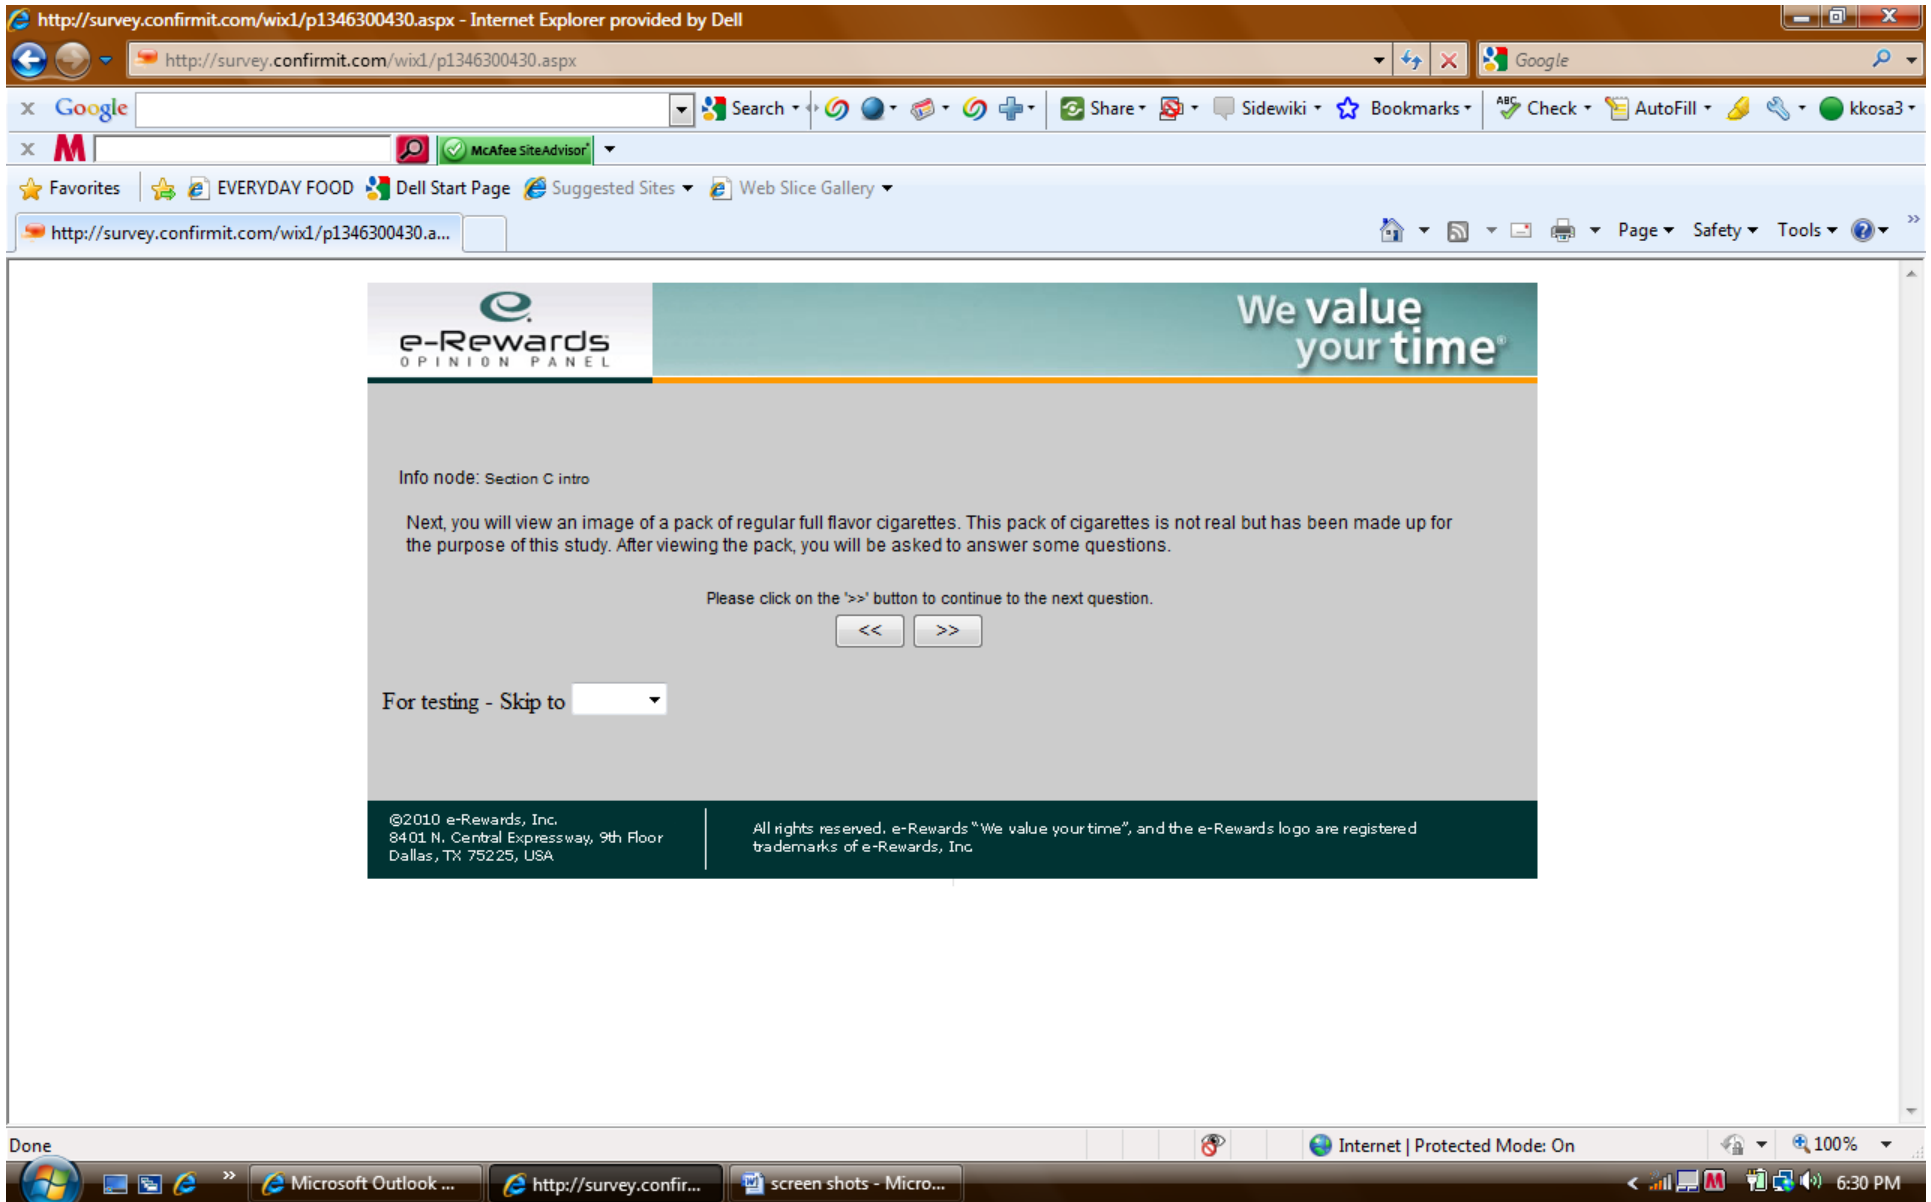 http://survey.confirmit.com/wix1/p1346300430.aspx - Internet Explorer provided by Dell
http://survey.confirmit.com/wix1/p1346300430.aspx
Google
x Google Search Share Sidewiki Bookmarks Check AutoFill kkosa3
x M McAfee SiteAdvisor
Favorites EVERYDAY FOOD Dell Start Page Suggested Sites Web Slice Gallery
http://survey.confirmit.com/wix1/p1346300430.a... Page Safety Tools
e-Rewards
OPINION PANEL
We value
your time®
Info node: Section C intro
Next, you will view an image of a pack of regular full flavor cigarettes. This pack of cigarettes is not real but has been made up for
the purpose of this study. After viewing the pack, you will be asked to answer some questions.
Please click on the '>>' button to continue to the next question.
<< >>
For testing - Skip to
©2010 e-Rewards, Inc.
8401 N. Central Expressway, 9th Floor
Dallas, TX 75225, USA
All rights reserved. e-Rewards "We value your time", and the e-Rewards logo are registered
trademarks of e-Rewards, Inc.
Done Internet | Protected Mode: On 100%
Microsoft Outlook ... http://survey.confir... screen shots - Micro... 6:30 PM